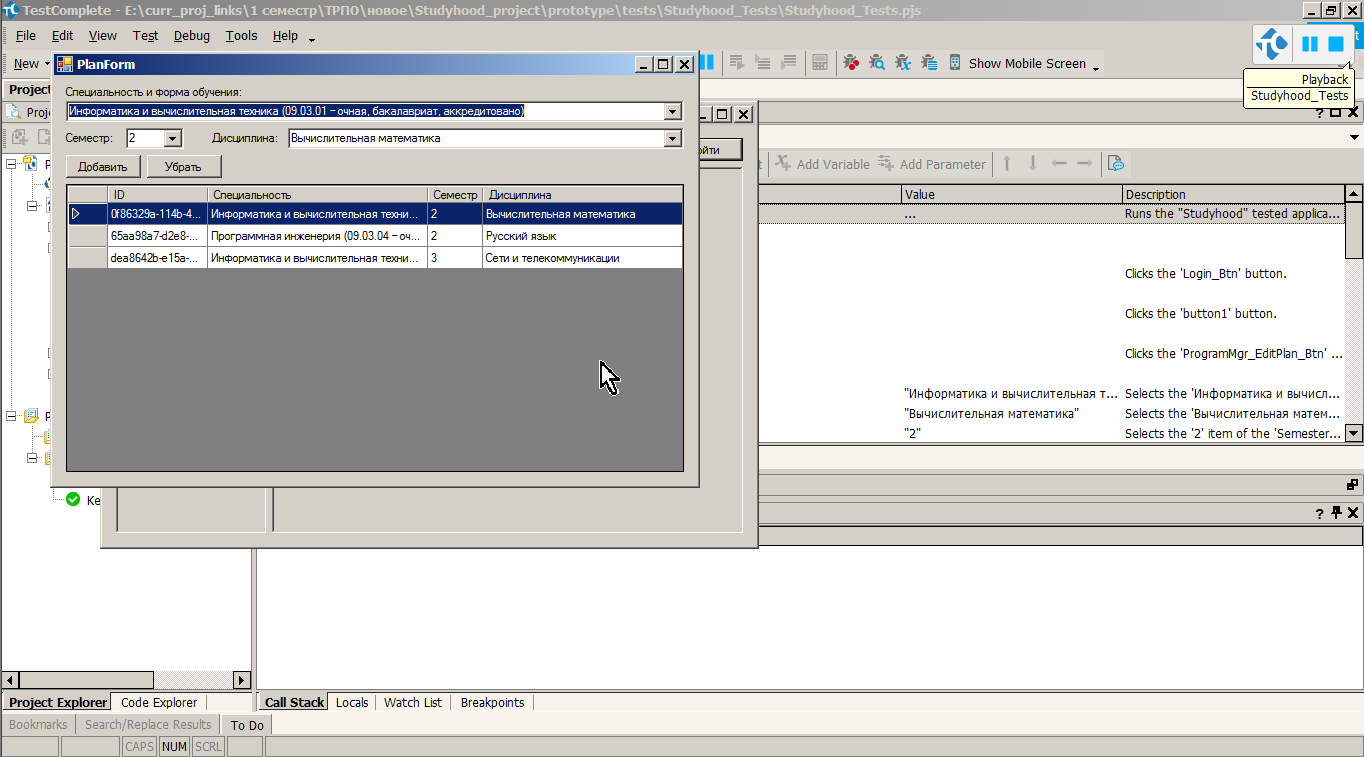 TestComplete - E:\curr_proj_links\1 семестр\ТРПО\новое\Studyhood_project\prototype\tests\Studyhood_Tests\Studyhood_Tests.pjs
File Edit View Test Debug Tools Help
New
Show Mobile Screen
Playback
Studyhood_Tests
PlanForm
Специальность и форма обучения:
Информатика и вычислительная техника (09.03.01 – очная, бакалавриат, аккредитовано)
Семестр: 2 Дисциплина: Вычислительная математика
Добавить Убрать
ID Специальность Семестр Дисциплина
0f86329a-114b-4... Информатика и вычислительная техни... 2 Вычислительная математика
65aa98a7-d2e8-... Программная инженерия (09.03.04 – оч... 2 Русский язык
dea8642b-e15a-... Информатика и вычислительная техни... 3 Сети и телекоммуникации
Add Variable Add Parameter
Value Description
... Runs the "Studyhood" tested applica...
Clicks the 'Login_Btn' button.
Clicks the 'button1' button.
Clicks the 'ProgramMgr_EditPlan_Btn' ...
"Информатика и вычислительная т... Selects the 'Информатика и вычисл...
"Вычислительная математика" Selects the 'Вычислительная матем...
"2" Selects the '2' item of the 'Semester...
Project Explorer Code Explorer
Call Stack Locals Watch List Breakpoints
Bookmarks Search/Replace Results To Do
CAPS NUM SCRL